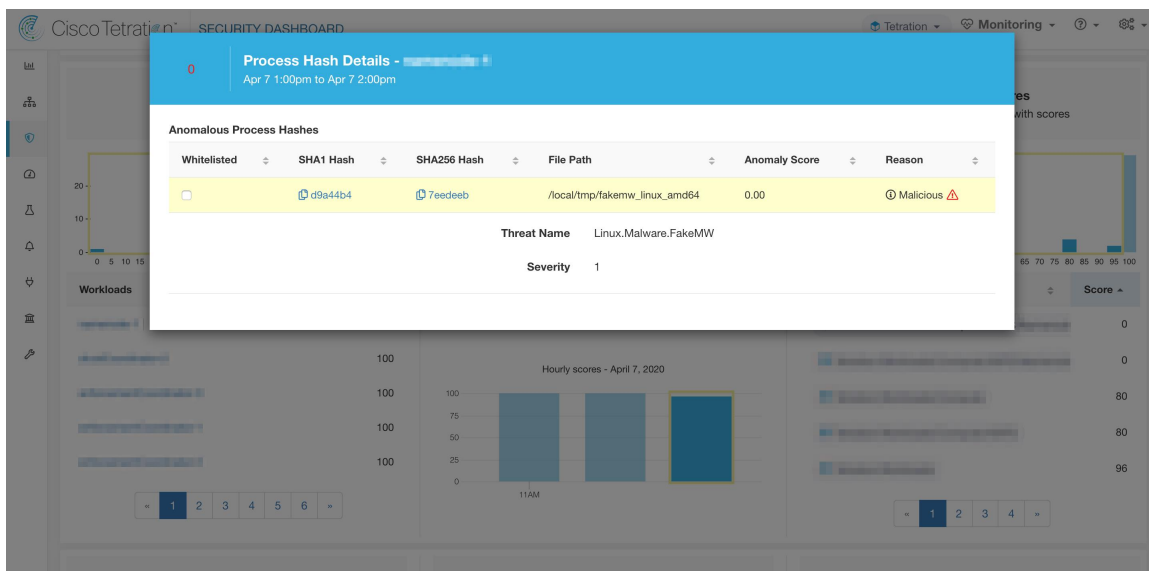 Cisco Tetration SECURITY DASHBOARD
Tetration
Monitoring
0
Process Hash Details -
Apr 7 1:00pm to Apr 7 2:00pm
Anomalous Process Hashes
Whitelisted SHA1 Hash SHA256 Hash File Path Anomaly Score Reason
d9a44b4 7eedeeb /local/tmp/fakemw_linux_amd64 0.00 Malicious
Threat Name Linux.Malware.FakeMW
Severity 1
with scores
20
10
0
0 5 10 15
65 70 75 80 85 90 95 100
Workloads
Score
0
100
100
100
100
Hourly scores - April 7, 2020
100
75
50
25
0
11AM
0
80
80
96
« 1 2 3 4 5 6 »
« 1 2 3 4 »